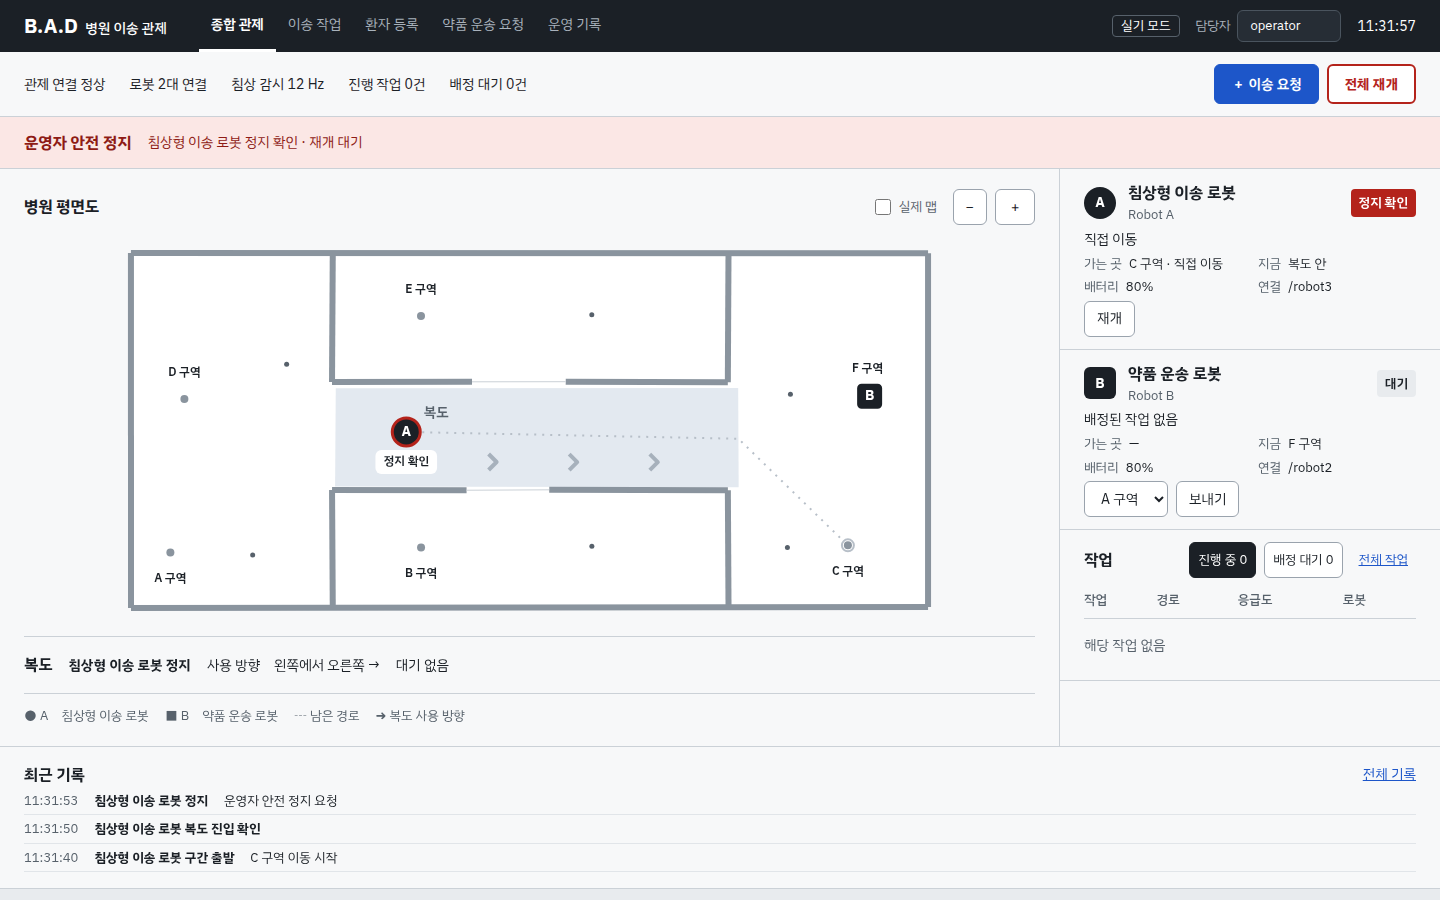 B.A.D 병원 이송 관제
종합 관제
이송 작업
환자 등록
약품 운송 요청
운영 기록
실기 모드
담당자
operator
11:31:57
관제 연결 정상
로봇 2대 연결
침상 감시 12 Hz
진행 작업 0건
배정 대기 0건
+ 이송 요청
전체 재개
운영자 안전 정지 침상형 이송 로봇 정지 확인 · 재개 대기
병원 평면도
실제 맵
−
+
E 구역
D 구역
F 구역
B
복도
A
정지 확인
A 구역
B 구역
C 구역
복도 침상형 이송 로봇 정지 사용 방향 왼쪽에서 오른쪽 → 대기 없음
● A 침상형 이송 로봇 ■ B 약품 운송 로봇 --- 남은 경로 → 복도 사용 방향
A
침상형 이송 로봇
Robot A
정지 확인
직접 이동
가는 곳 C 구역 · 직접 이동
지금 복도 안
배터리 80%
연결 /robot3
재개
B
약품 운송 로봇
Robot B
대기
배정된 작업 없음
가는 곳 —
지금 F 구역
배터리 80%
연결 /robot2
A 구역
보내기
작업
진행 중 0
배정 대기 0
전체 작업
작업 경로 응급도 로봇
해당 작업 없음
최근 기록
전체 기록
11:31:53 침상형 이송 로봇 정지 운영자 안전 정지 요청
11:31:50 침상형 이송 로봇 복도 진입 확인
11:31:40 침상형 이송 로봇 구간 출발 C 구역 이동 시작